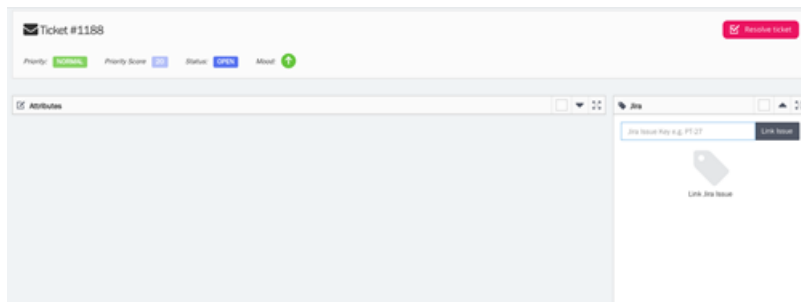 Ticket #1188
Resolve ticket
Priority: NORMAL Priority Score 20 Status: OPEN Mood:
Attributes
Jira
Jira Issue Key e.g. PT-27 Link Issue
Link Jira Issue